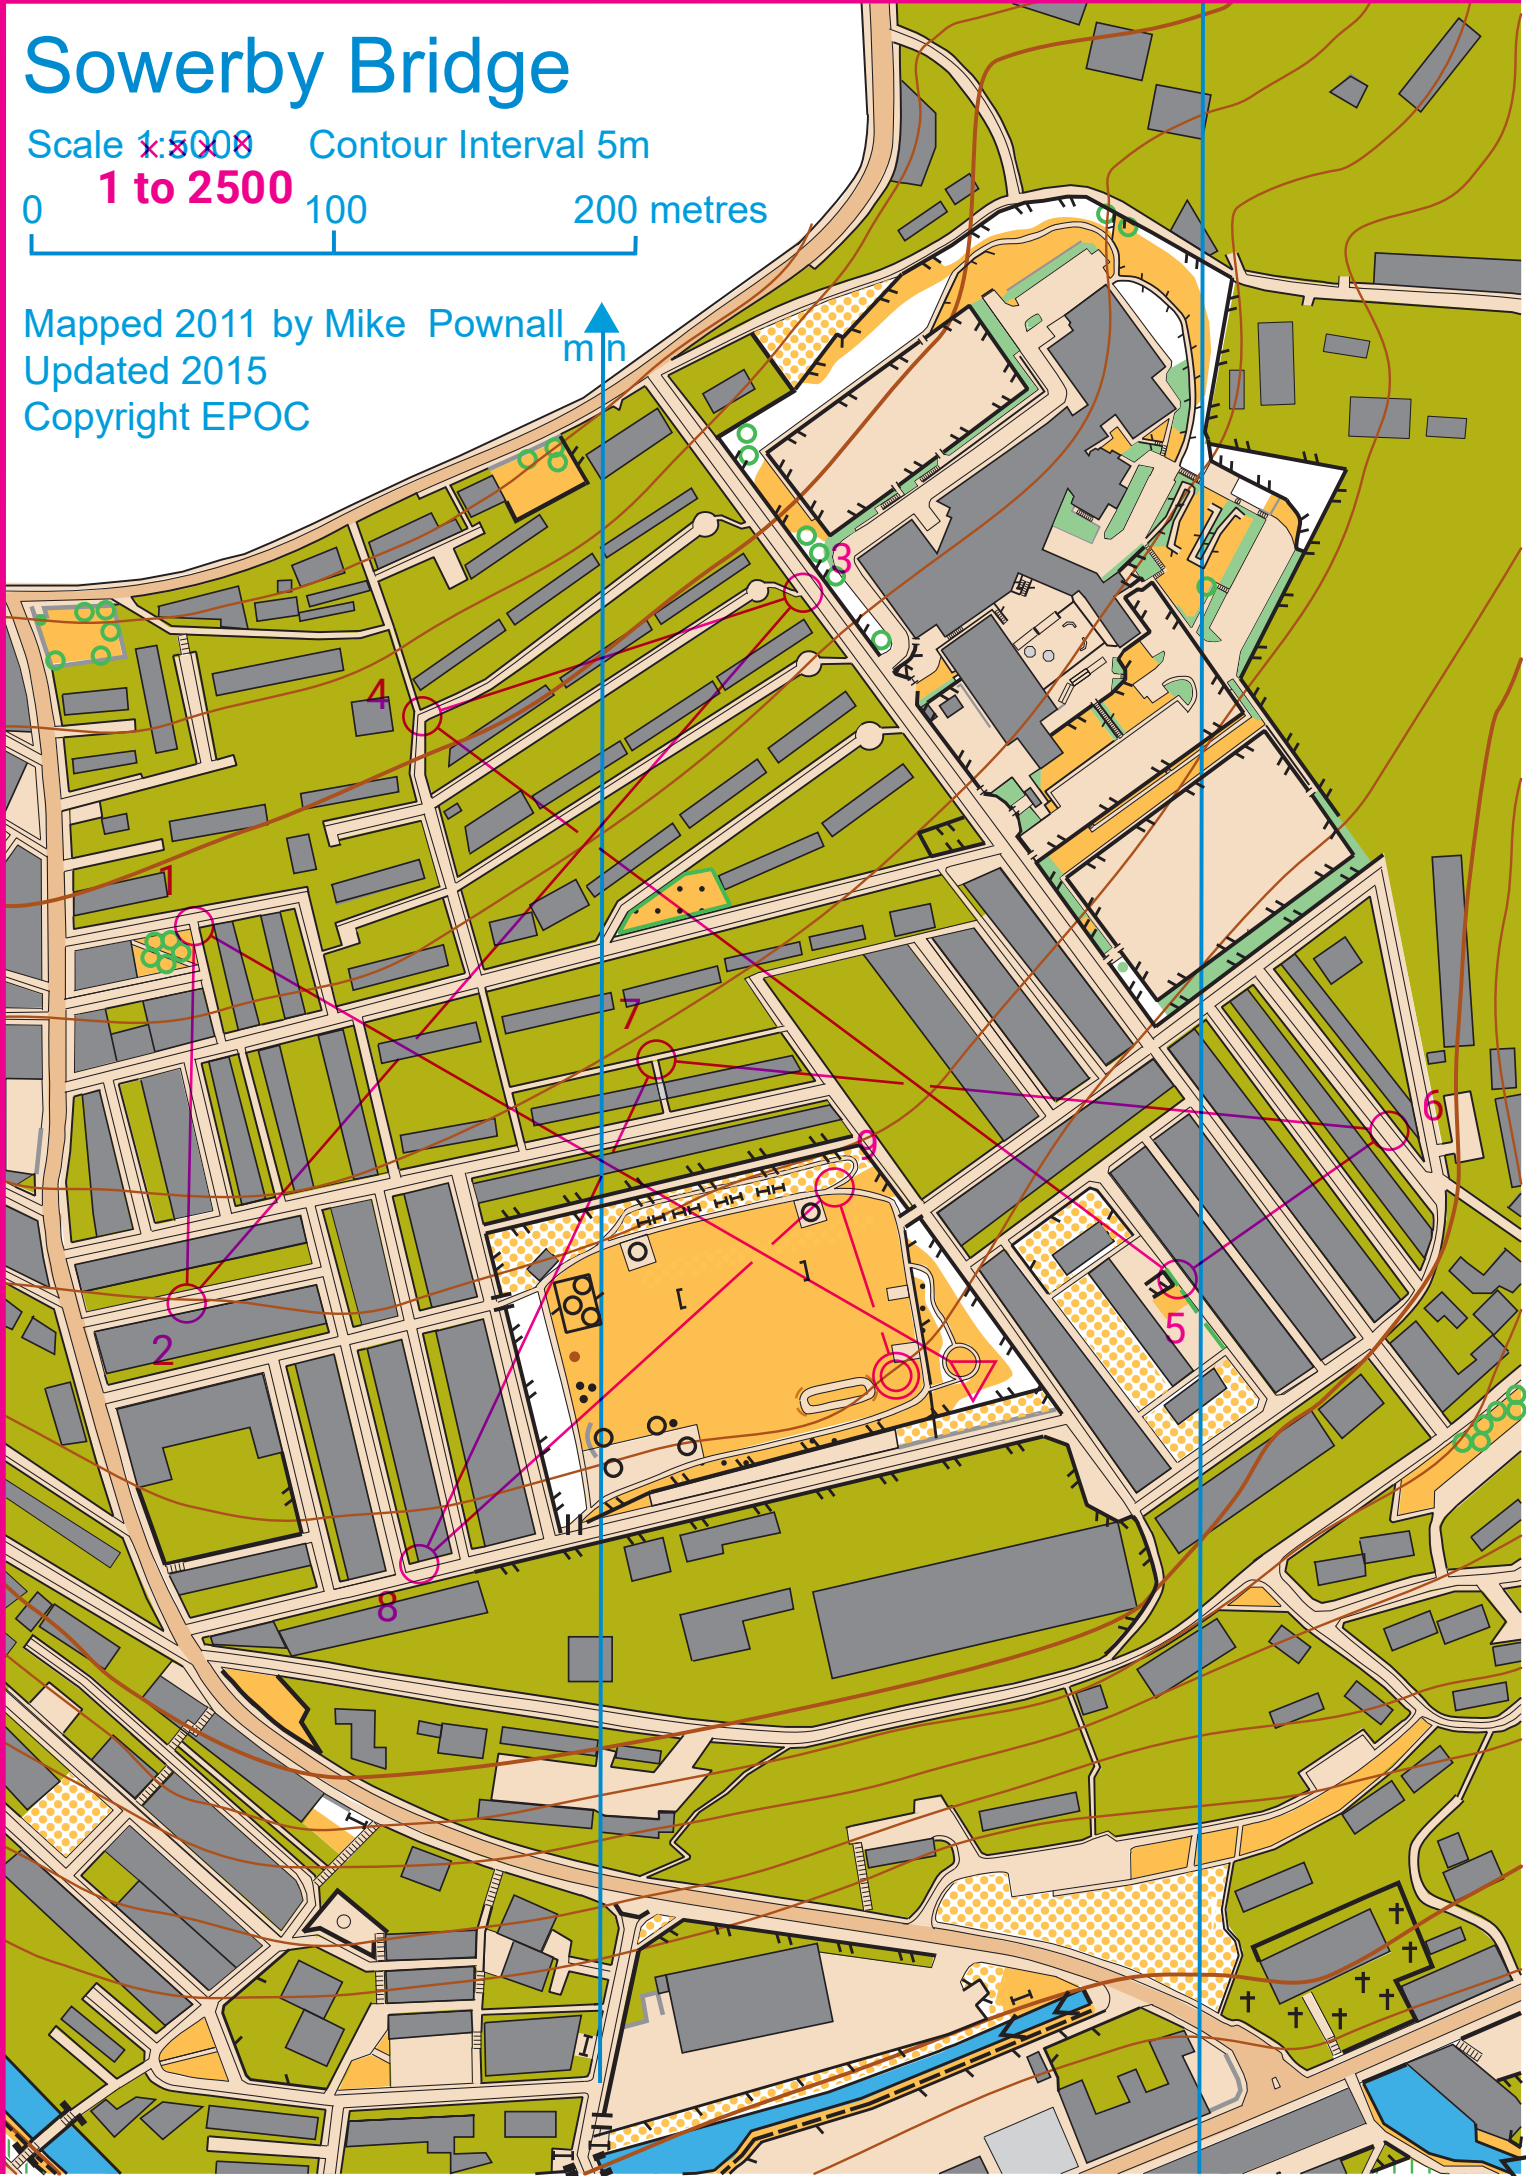 Sowerby Bridge
Scale 1:5000 Contour Interval 5m
1 to 2500
0 100 200 metres
Mapped 2011 by Mike Pownall
m n
Updated 2015
Copyright EPOC
3
4
1
7
6
9
5
2
8